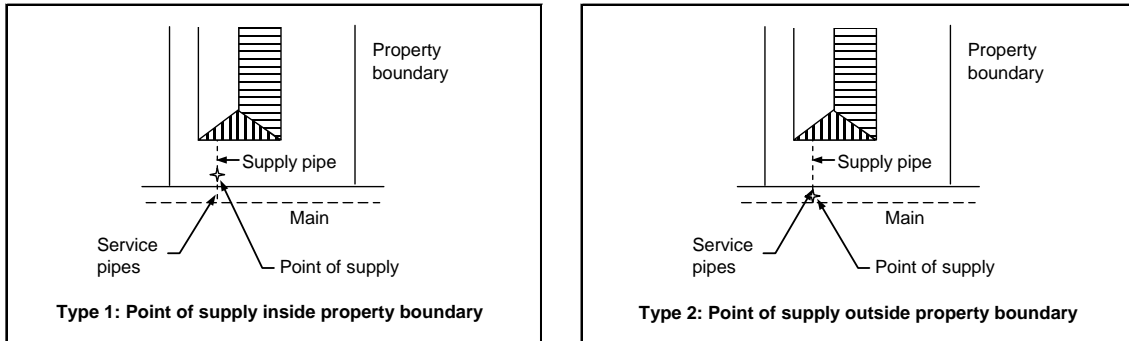 Property
boundary
Supply pipe
Main
Service
pipes
Point of supply
Type 1: Point of supply inside property boundary
Property
boundary
Supply pipe
Main
Service
pipes
Point of supply
Type 2: Point of supply outside property boundary